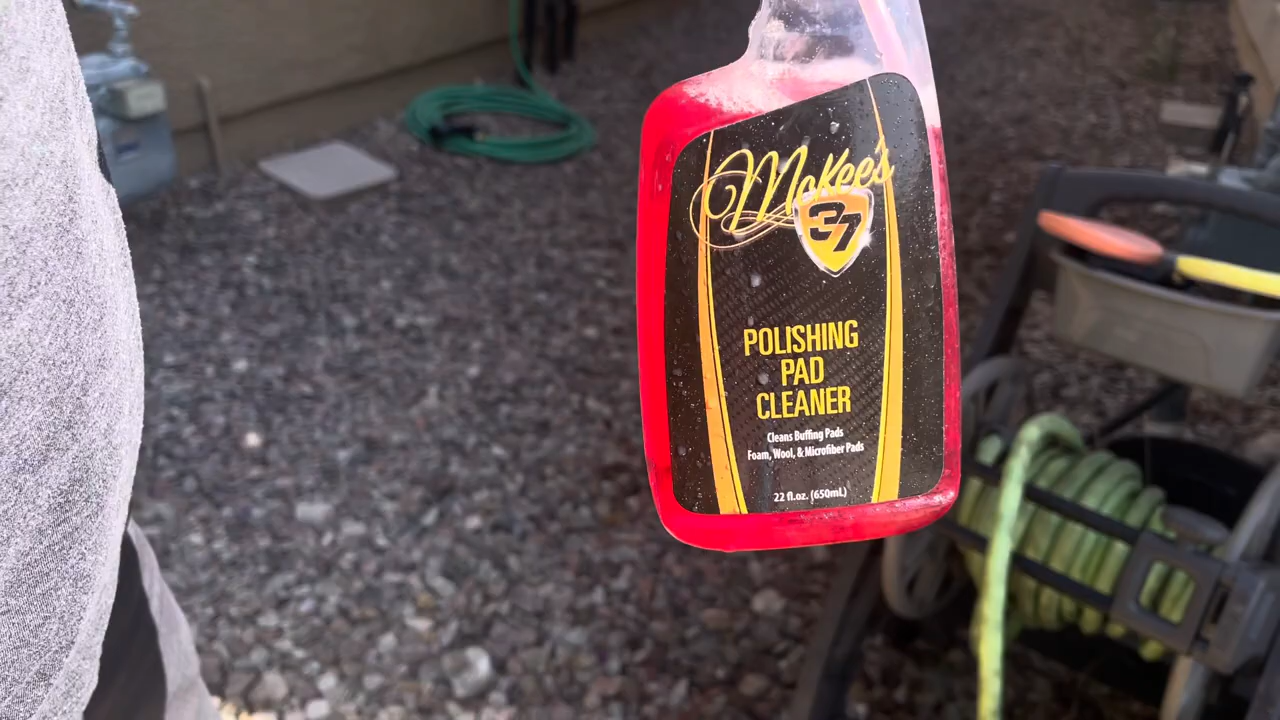 McKee's
37
POLISHING
PAD
CLEANER
Cleans Buffing Pads
Foam, Wool, & Microfiber Pads
22 fl.oz. (650mL)